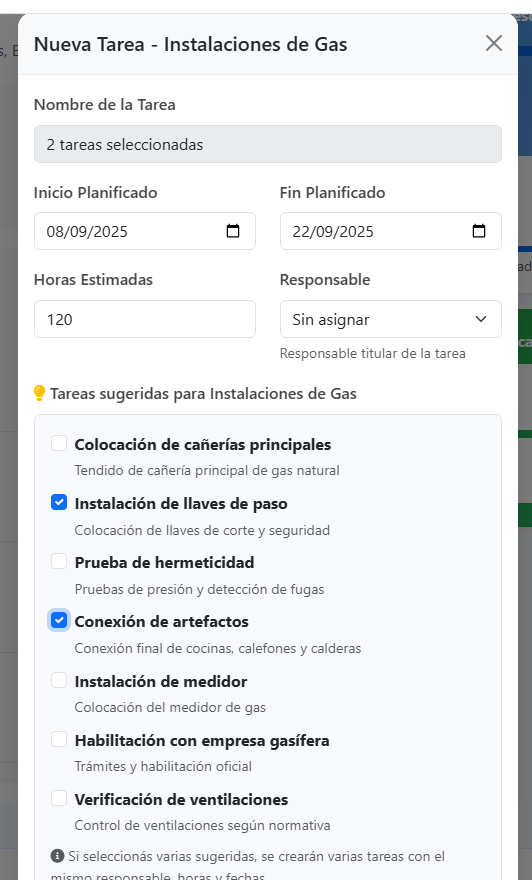 Nueva Tarea - Instalaciones de Gas
Nombre de la Tarea
2 tareas seleccionadas
Inicio Planificado
Fin Planificado
08/09/2025
22/09/2025
Horas Estimadas
Responsable
120
Sin asignar
Responsable titular de la tarea
Tareas sugeridas para Instalaciones de Gas
Colocación de cañerías principales
Tendido de cañería principal de gas natural
Instalación de llaves de paso
Colocación de llaves de corte y seguridad
Prueba de hermeticidad
Pruebas de presión y detección de fugas
Conexión de artefactos
Conexión final de cocinas, calefones y calderas
Instalación de medidor
Colocación del medidor de gas
Habilitación con empresa gasífera
Trámites y habilitación oficial
Verificación de ventilaciones
Control de ventilaciones según normativa
Si seleccionás varias sugeridas, se crearán varias tareas con el
mismo responsable, horas y fechas.